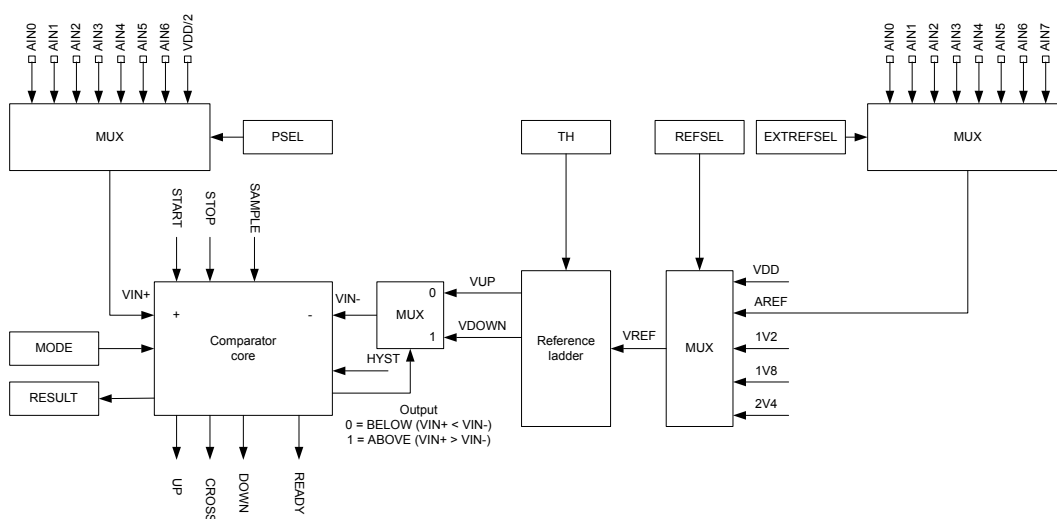 AIN0
AIN1
AIN2
AIN3
AIN4
AIN5
AIN6
VDD/2
AIN0
AIN1
AIN2
AIN3
AIN4
AIN5
AIN6
AIN7
MUX
PSEL
TH
REFSEL
EXTREFSEL
MUX
START
STOP
SAMPLE
VIN+
+
-
VIN-
0
VUP
VDD
AREF
MUX
1
VDOWN
VREF
MUX
1V2
MODE
Comparator
core
HYST
Reference
ladder
1V8
RESULT
2V4
Output
0 = BELOW (VIN+ < VIN-)
1 = ABOVE (VIN+ > VIN-)
UP
CROSS
DOWN
READY